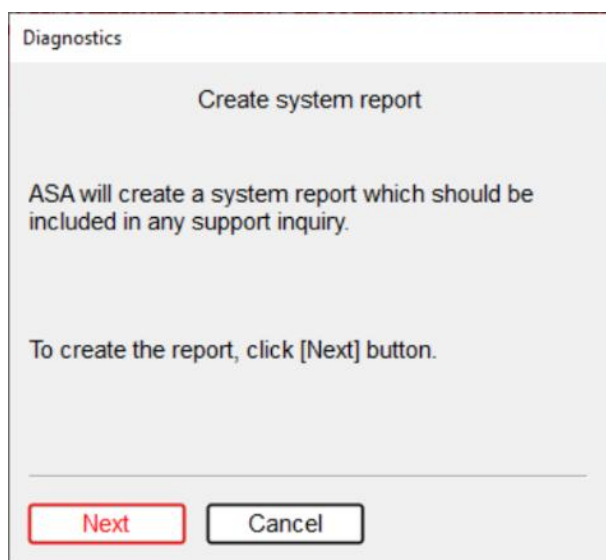 Diagnostics
Create system report
ASA will create a system report which should be
included in any support inquiry.
To create the report, click [Next] button.
Next
Cancel